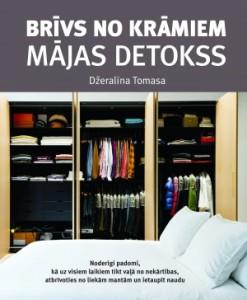 BRĪVS NO KRĀMIEM
MĀJAS DETOKSS
Džeralina Tomasa
Noderīgi padomi,
kā uz visiem laikiem tikt vaļā no nekārtības,
atbrīvoties no liekām mantām un ietaupīt naudu